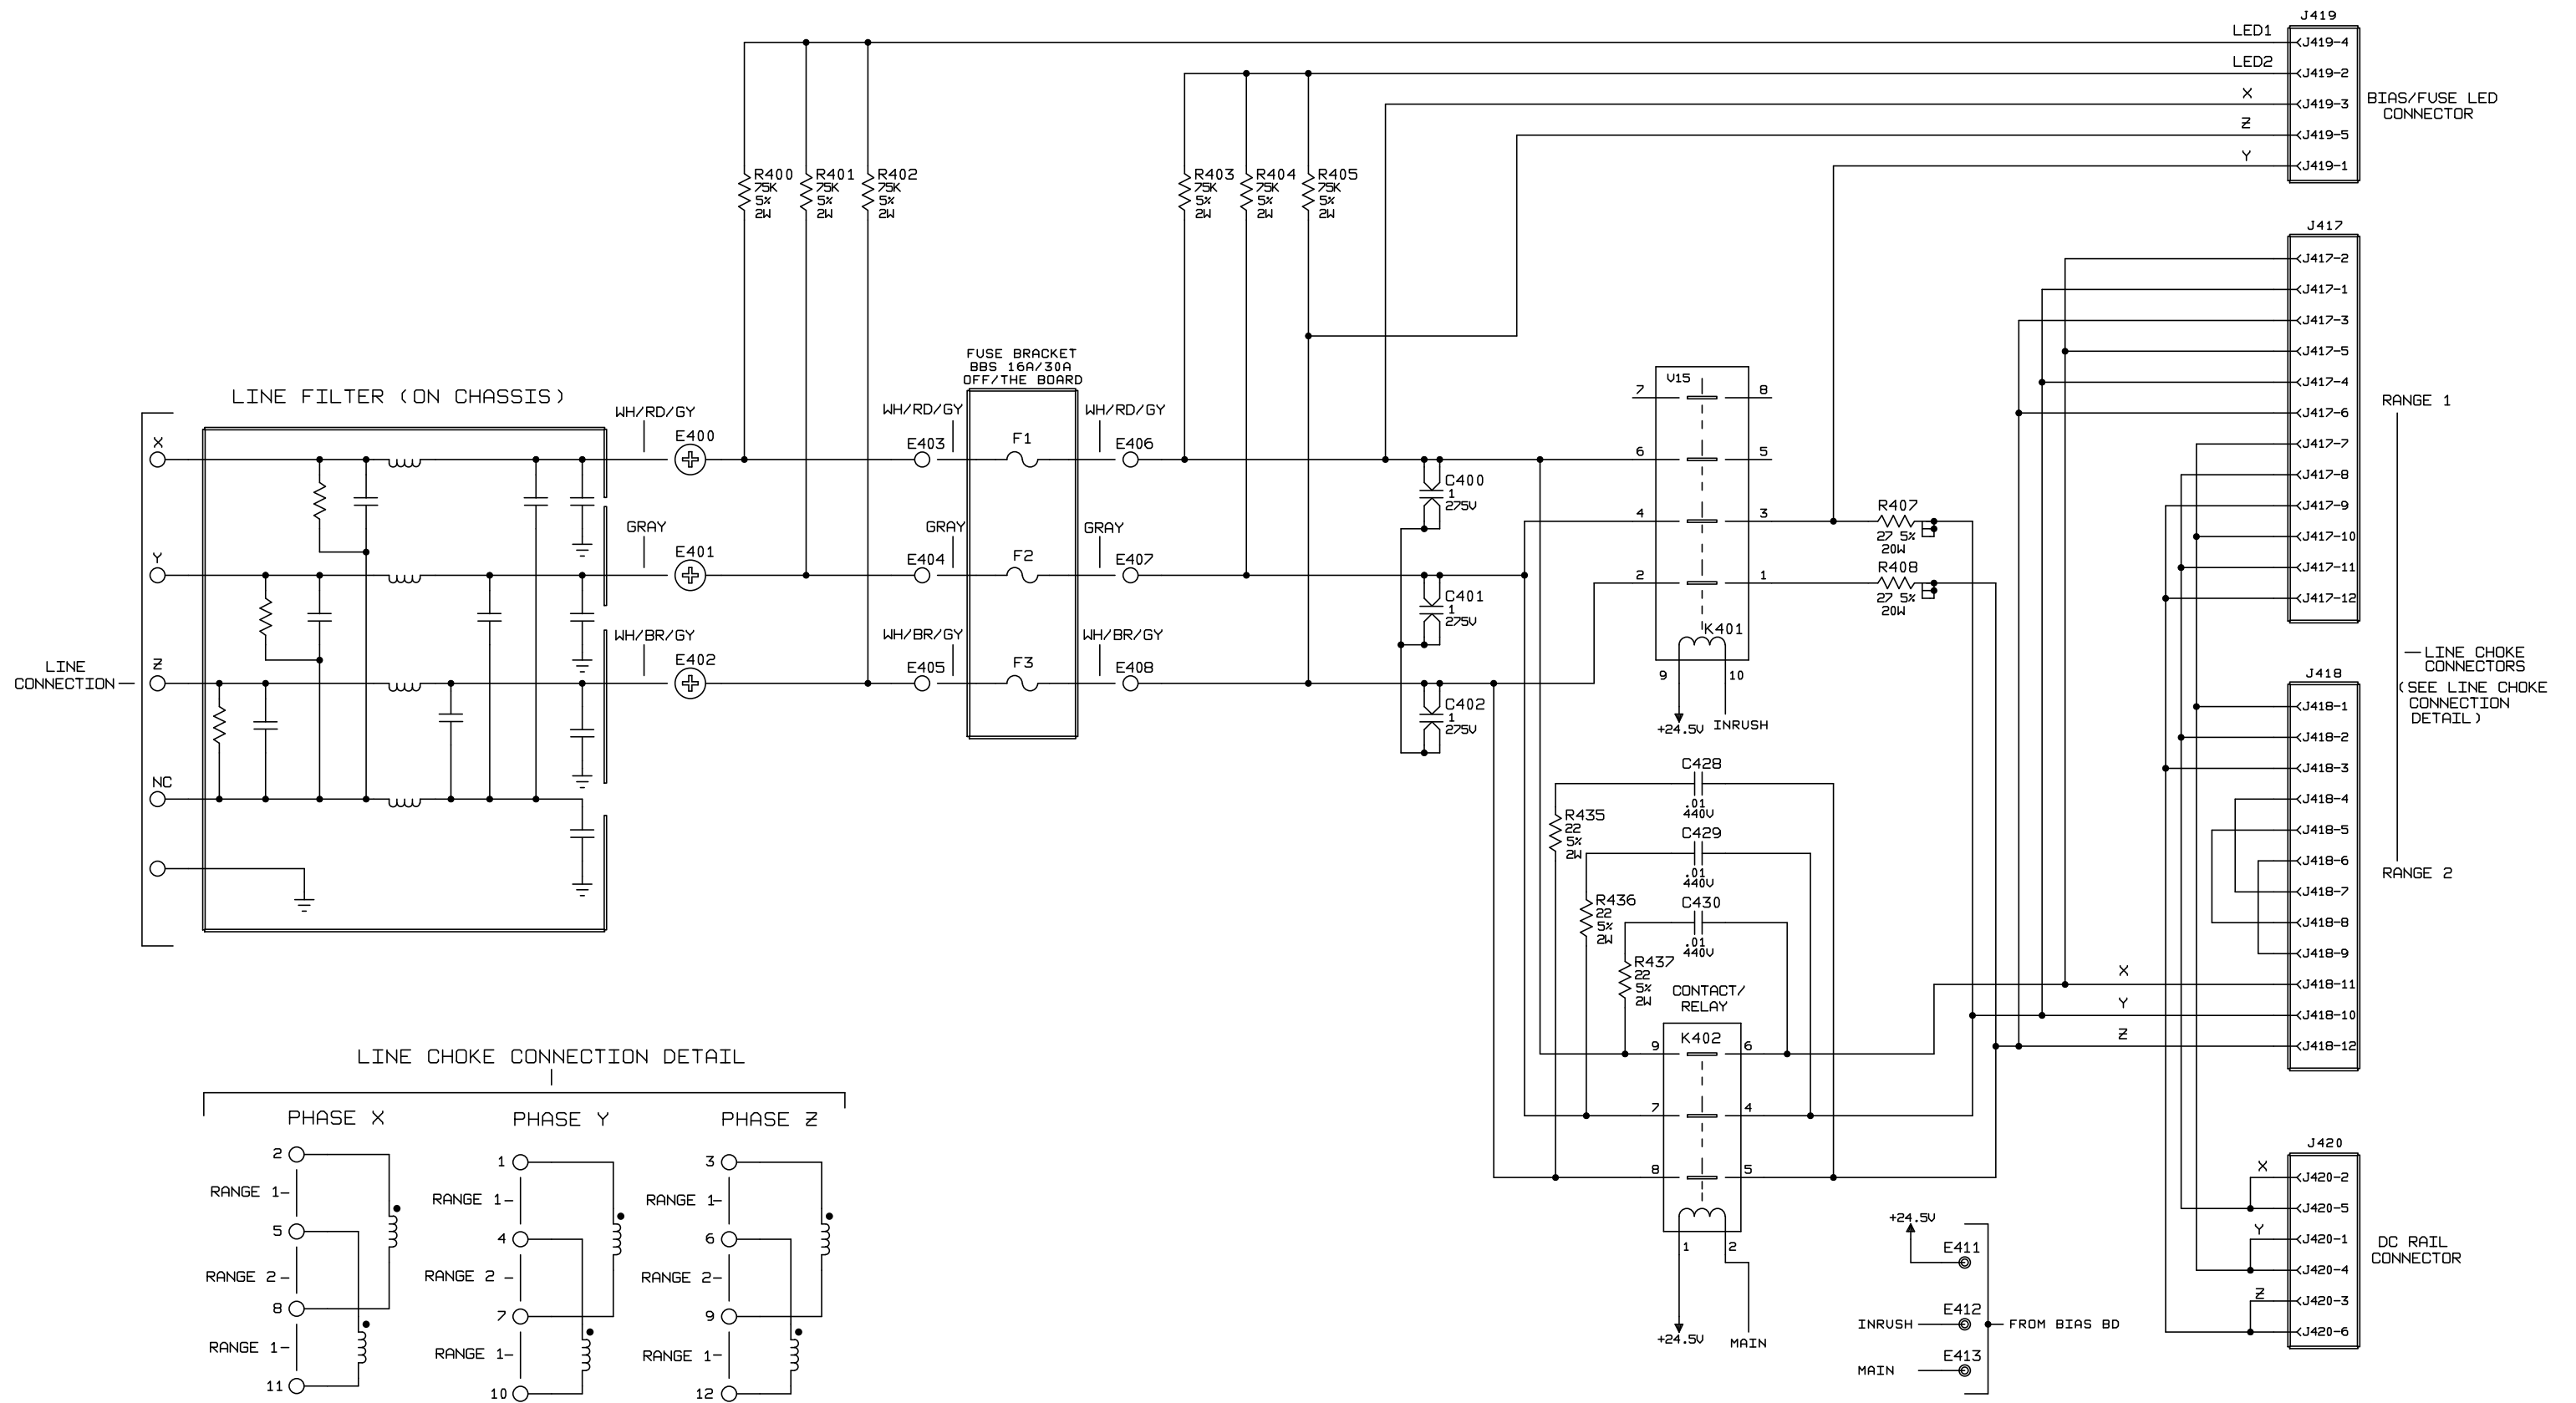 J419
LED1
J419-4
LED2
J419-2
X
J419-3
Z
J419-5
Y
J419-1
BIAS/FUSE LED
CONNECTOR
R400
75K
5%
2W
R401
75K
5%
2W
R402
75K
5%
2W
R403
75K
5%
2W
R404
75K
5%
2W
R405
75K
5%
2W
J417
J417-2
J417-1
J417-3
J417-5
J417-4
J417-6
J417-7
J417-8
J417-9
J417-10
J417-11
J417-12
RANGE 1
LINE CHOKE
CONNECTORS
(SEE LINE CHOKE
CONNECTION
DETAIL)
RANGE 2
FUSE BRACKET
BBS 16A/30A
OFF/THE BOARD
LINE FILTER (ON CHASSIS)
X
Y
Z
NC
LINE
CONNECTION
WH/RD/GY
E400
GRAY
E401
WH/BR/GY
E402
WH/RD/GY
E403
F1
WH/RD/GY
E406
GRAY
E404
F2
GRAY
E407
WH/BR/GY
E405
F3
WH/BR/GY
E408
C400
1
275V
C401
1
275V
C402
1
275V
V15
7
8
6
5
4
3
2
1
K401
9
10
+24.5V
INRUSH
R407
27 5%
20W
R408
27 5%
20W
C428
.01
440V
R435
22
5%
2W
C429
.01
440V
R436
22
5%
2W
C430
.01
440V
R437
22
5%
2W
CONTACT/
RELAY
K402
9
6
7
4
8
5
1
2
+24.5V
MAIN
J418
J418-1
J418-2
J418-3
J418-4
J418-5
J418-6
J418-7
J418-8
J418-9
X
J418-11
Y
J418-10
Z
J418-12
J420
X
J420-2
J420-5
Y
J420-1
J420-4
Z
J420-3
J420-6
DC RAIL
CONNECTOR
+24.5V
E411
E412
INRUSH
FROM BIAS BD
E413
MAIN
LINE CHOKE CONNECTION DETAIL
PHASE X
2
RANGE 1
5
RANGE 2
8
RANGE 1
11
PHASE Y
1
RANGE 1
4
RANGE 2
7
RANGE 1
10
PHASE Z
3
RANGE 1
6
RANGE 2
9
RANGE 1
12